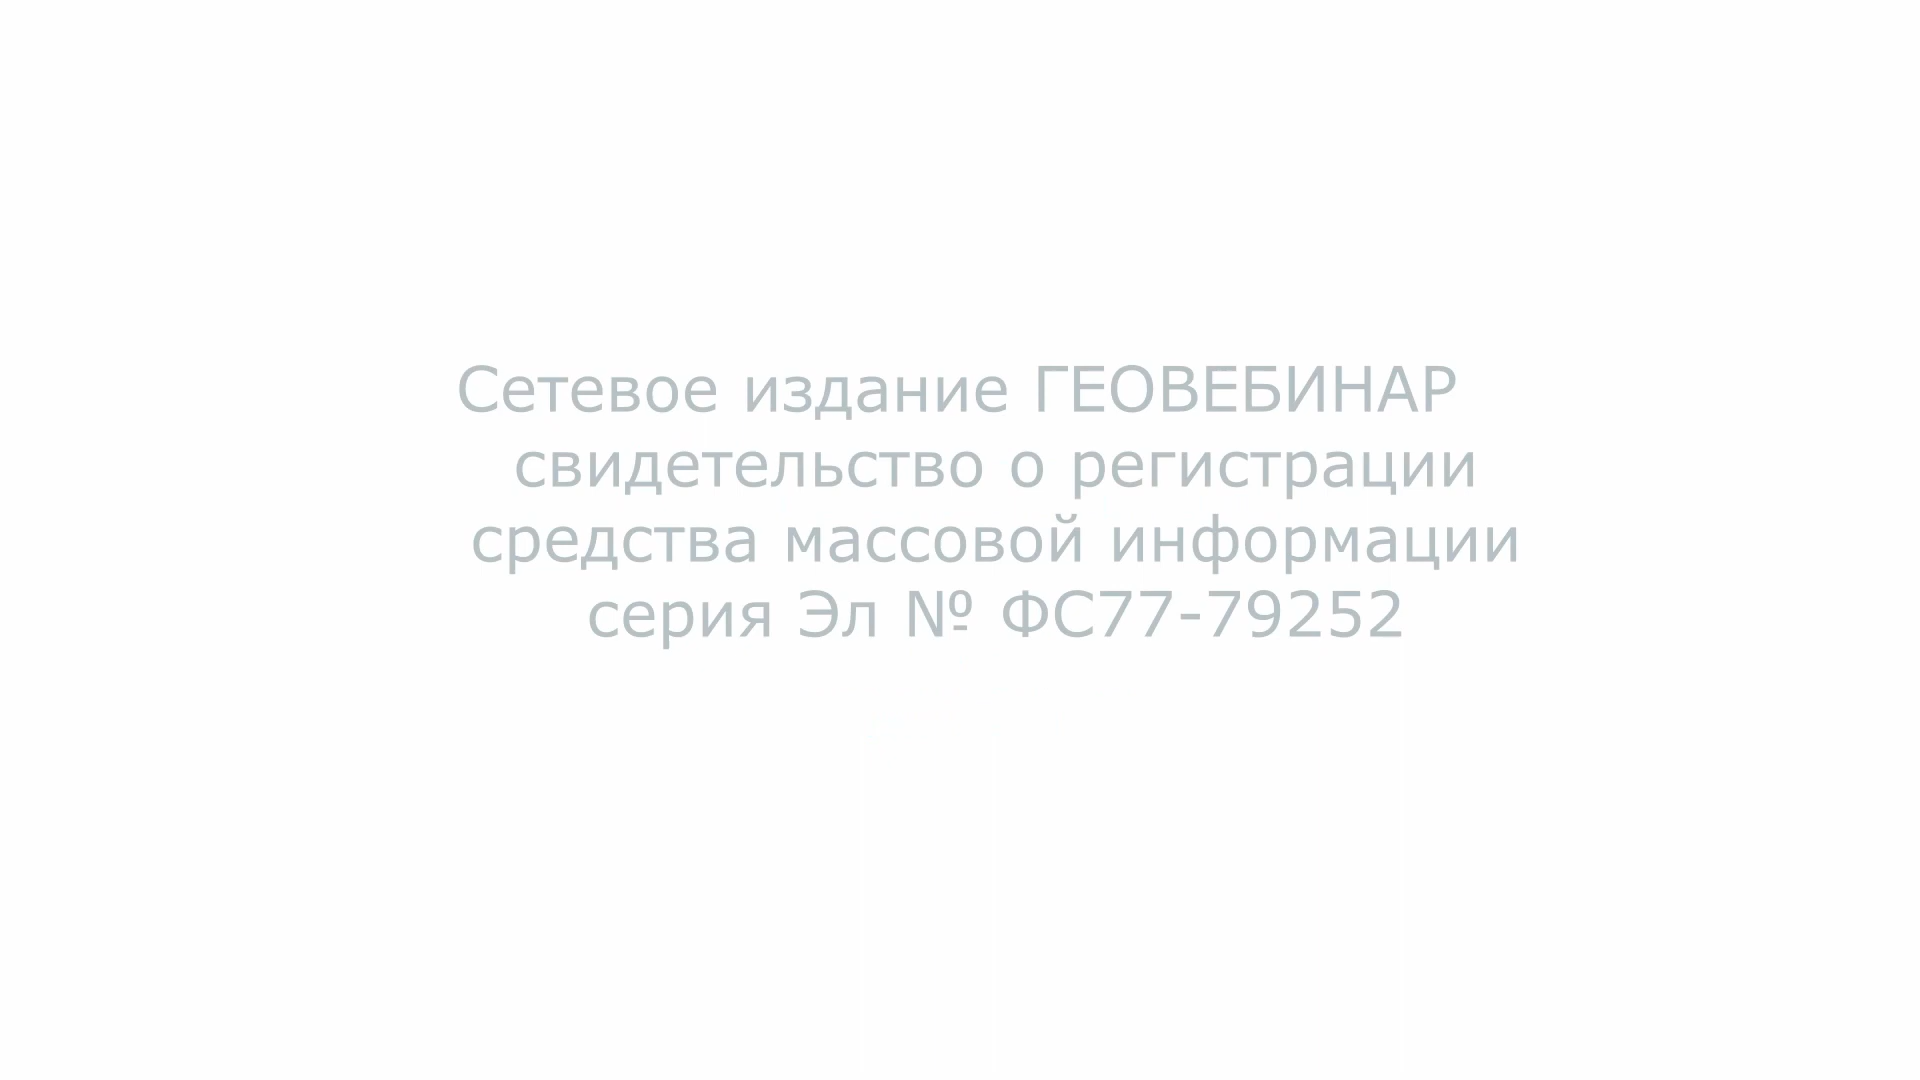 Сетевое издание ГЕОВЕБИНАР
свидетельство о регистрации
средства массовой информации
серия Эл № ФС77-79252